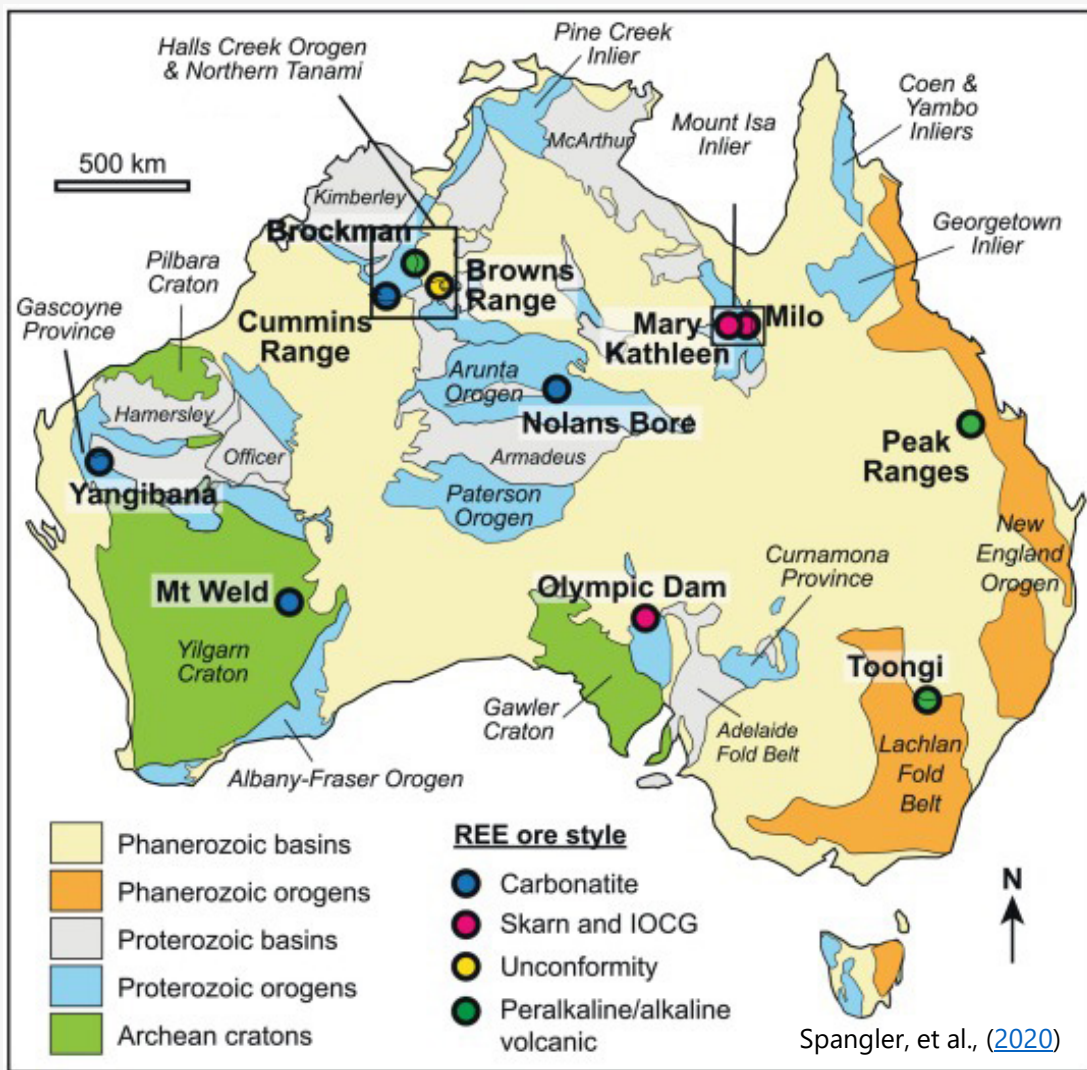 Halls Creek Orogen
& Northern Tanami
Pine Creek
Inlier
Coen &
Yambo
Inliers
McArthur
Mount Isa
Inlier
500 km
Kimberley
Brockman
Georgetown
Inlier
Pilbara
Craton
Browns
Range
Gascoyne
Province
Cummins
Range
Mary
Kathleen
Milo
Arunta
Orogen
Hamersley
Nolans Bore
Peak
Ranges
Officer
Armadeus
Yangibana
Paterson
Orogen
New
England
Orogen
Curnamona
Province
Mt Weld
Olympic Dam
Yilgarn
Craton
Toongi
Gawler
Craton
Adelaide
Fold Belt
Lachlan
Fold
Belt
Albany-Fraser Orogen
Phanerozoic basins
Phanerozoic orogens
Proterozoic basins
Proterozoic orogens
Archean cratons
REE ore style
Carbonatite
Skarn and IOCG
Unconformity
Peralkaline/alkaline
volcanic
N
Spangler, et al., (2020)